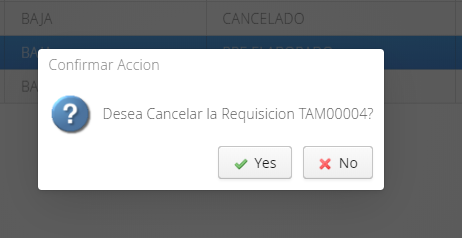 BAJA CANCELADO
Confirmar Accion
Desea Cancelar la Requisicion TAM00004?
Yes No